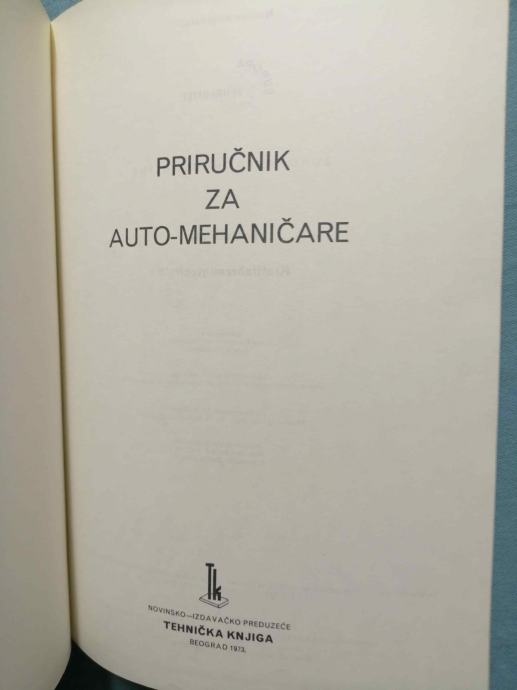 PRIRUČNIK
ZA
AUTO-MEHANIČARE
Tk
NOVINSKO—IZDAVAČKO PREDUZEĆE
TEHNIČKA KNJIGA
BEOGRAD 1973.